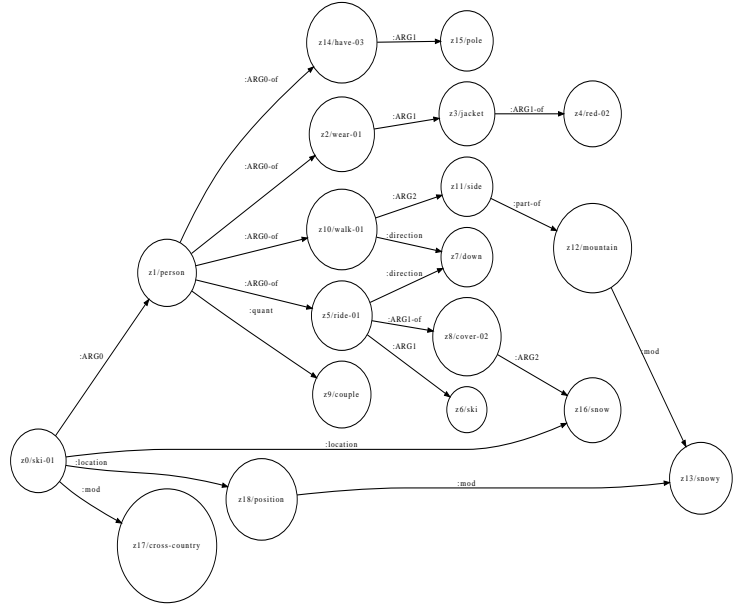 z14/have-03
:ARG1
z15/pole
:ARG0-of
z2/wear-01
:ARG1
z3/jacket
:ARG1-of
z4/red-02
:ARG0-of
z10/walk-01
:ARG2
z11/side
:part-of
z12/mountain
:ARG0-of
:direction
z7/down
z1/person
:ARG0-of
:direction
z5/ride-01
:ARG1-of
z8/cover-02
:quant
:ARG1
:ARG2
:mod
:ARG0
z9/couple
z6/ski
z16/snow
:location
z0/ski-01
:location
:mod
z18/position
:mod
z13/snowy
z17/cross-country